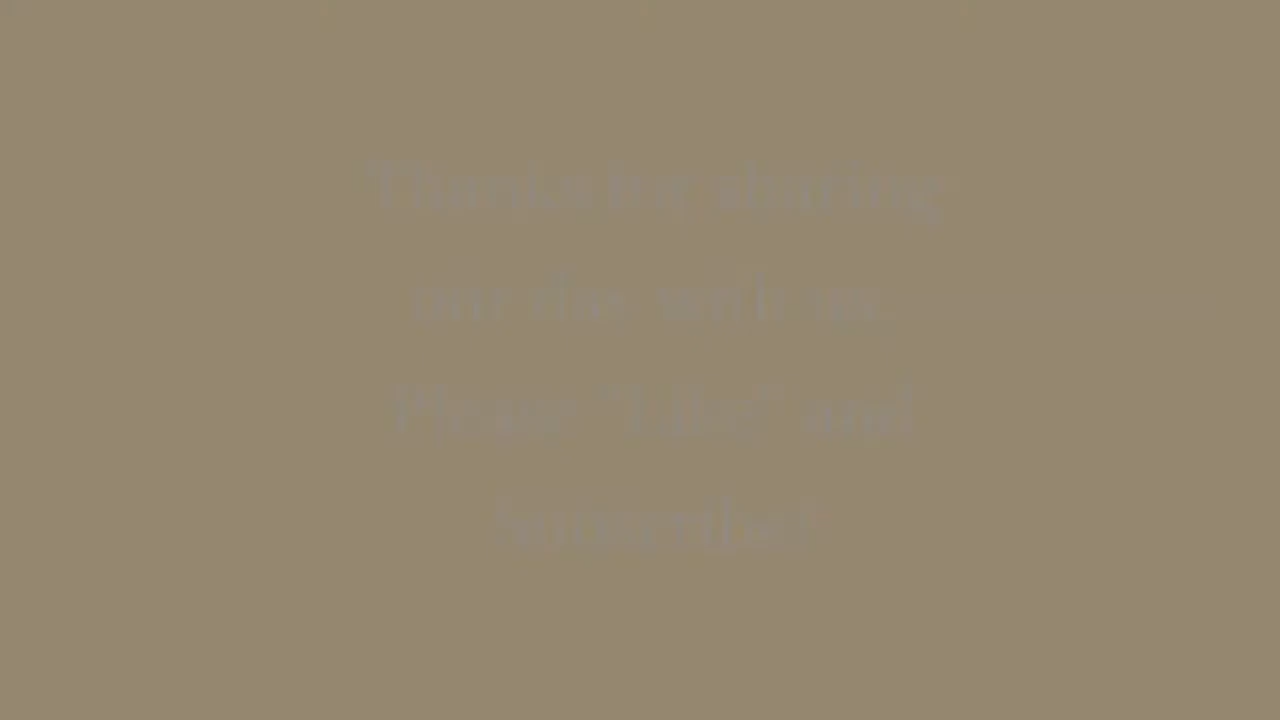 Thanks for sharing
our day with us
Please "Like" and
Subscribe!